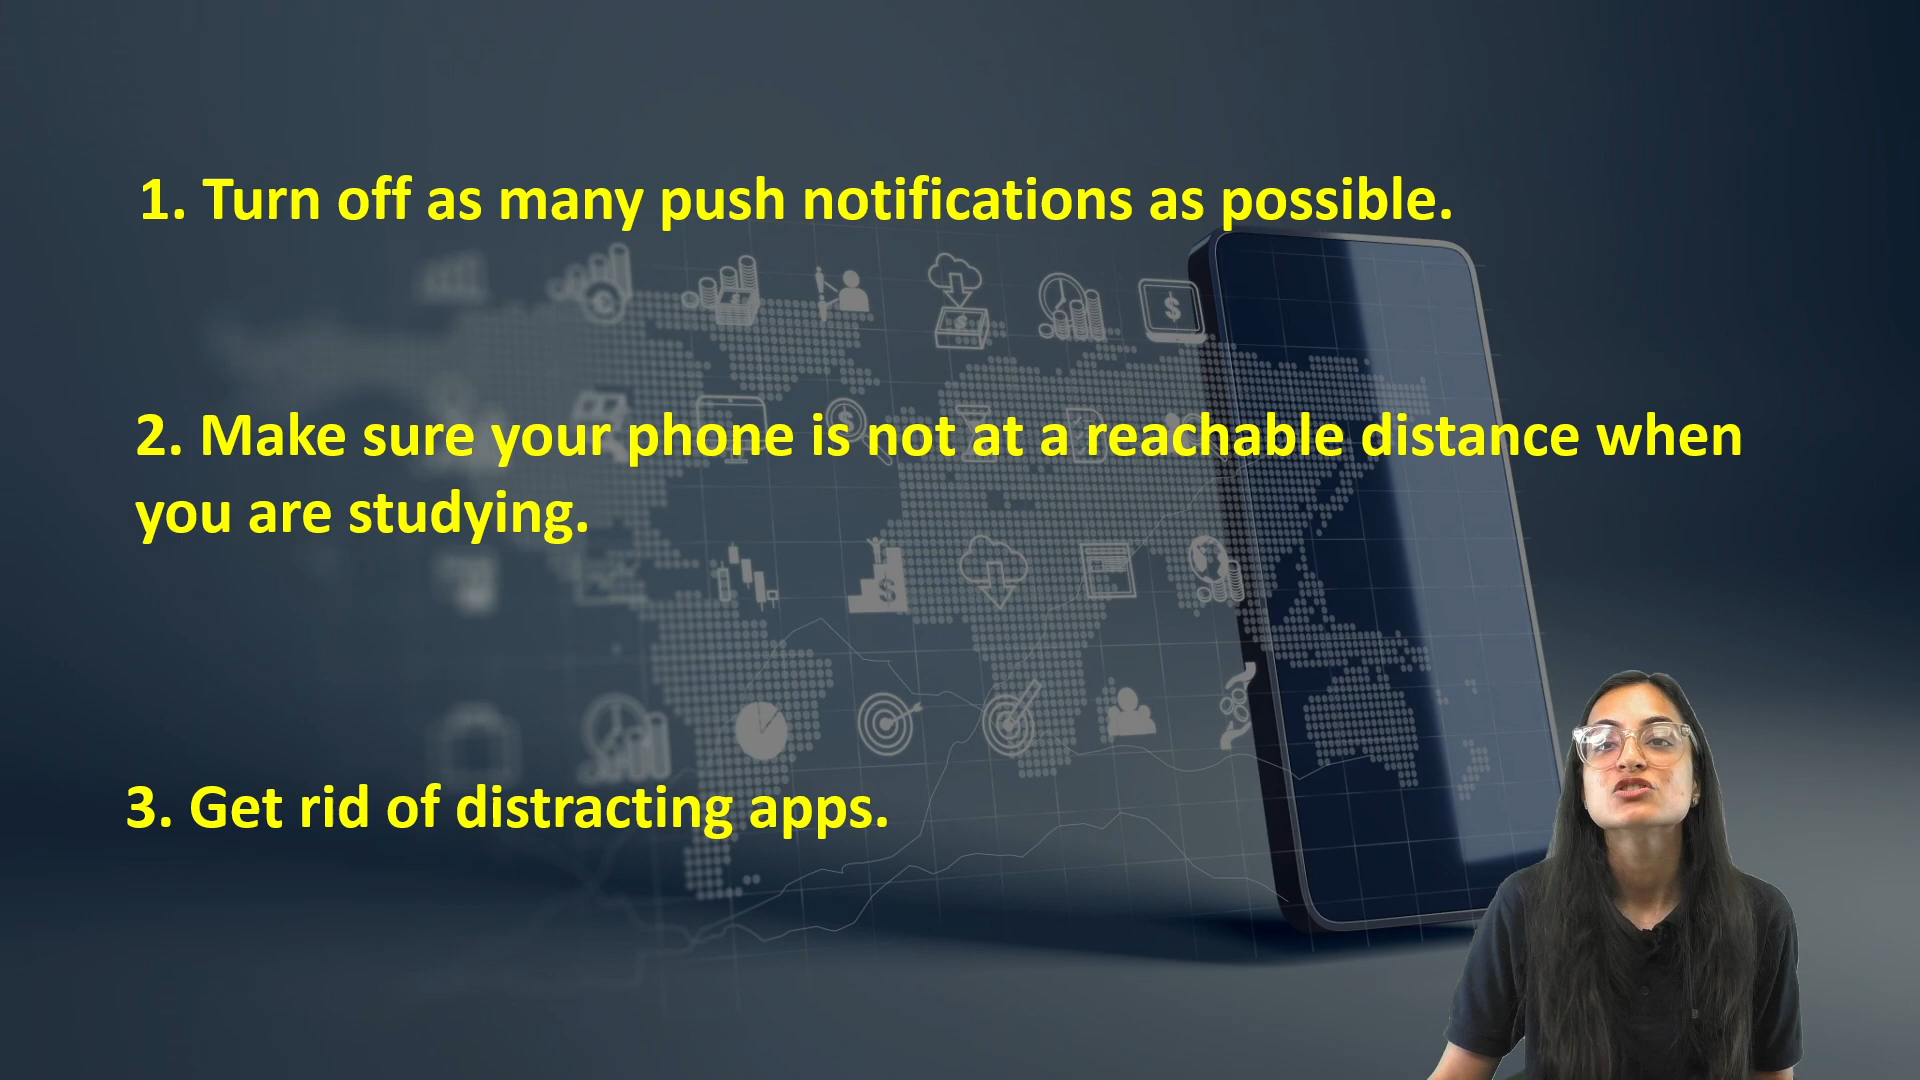 1. Turn off as many push notifications as possible.
2. Make sure your phone is not at a reachable distance when
you are studying.
3. Get rid of distracting apps.